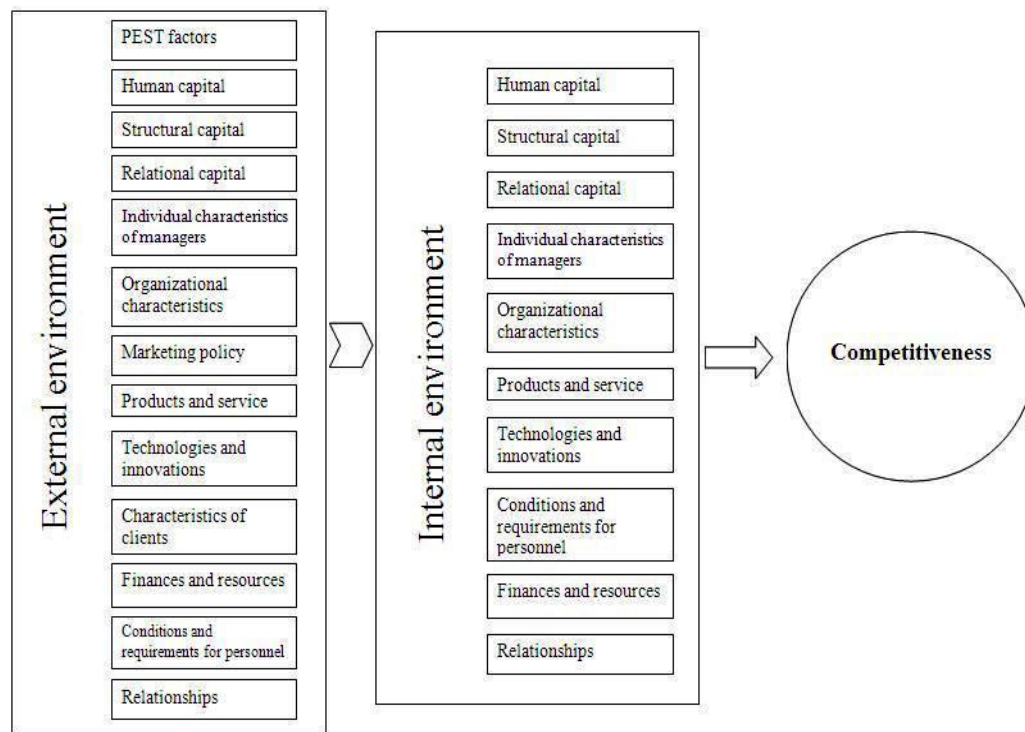 External environment
PEST factors
Human capital
Structural capital
Relational capital
Individual characteristics
of managers
Organizational
characteristics
Marketing policy
Products and service
Technologies and
innovations
Characteristics of
clients
Finances and resources
Conditions and
requirements for personnel
Relationships
Internal environment
Human capital
Structural capital
Relational capital
Individual characteristics
of managers
Organizational
characteristics
Products and service
Technologies and
innovations
Conditions and
requirements for
personnel
Finances and resources
Relationships
Competitiveness